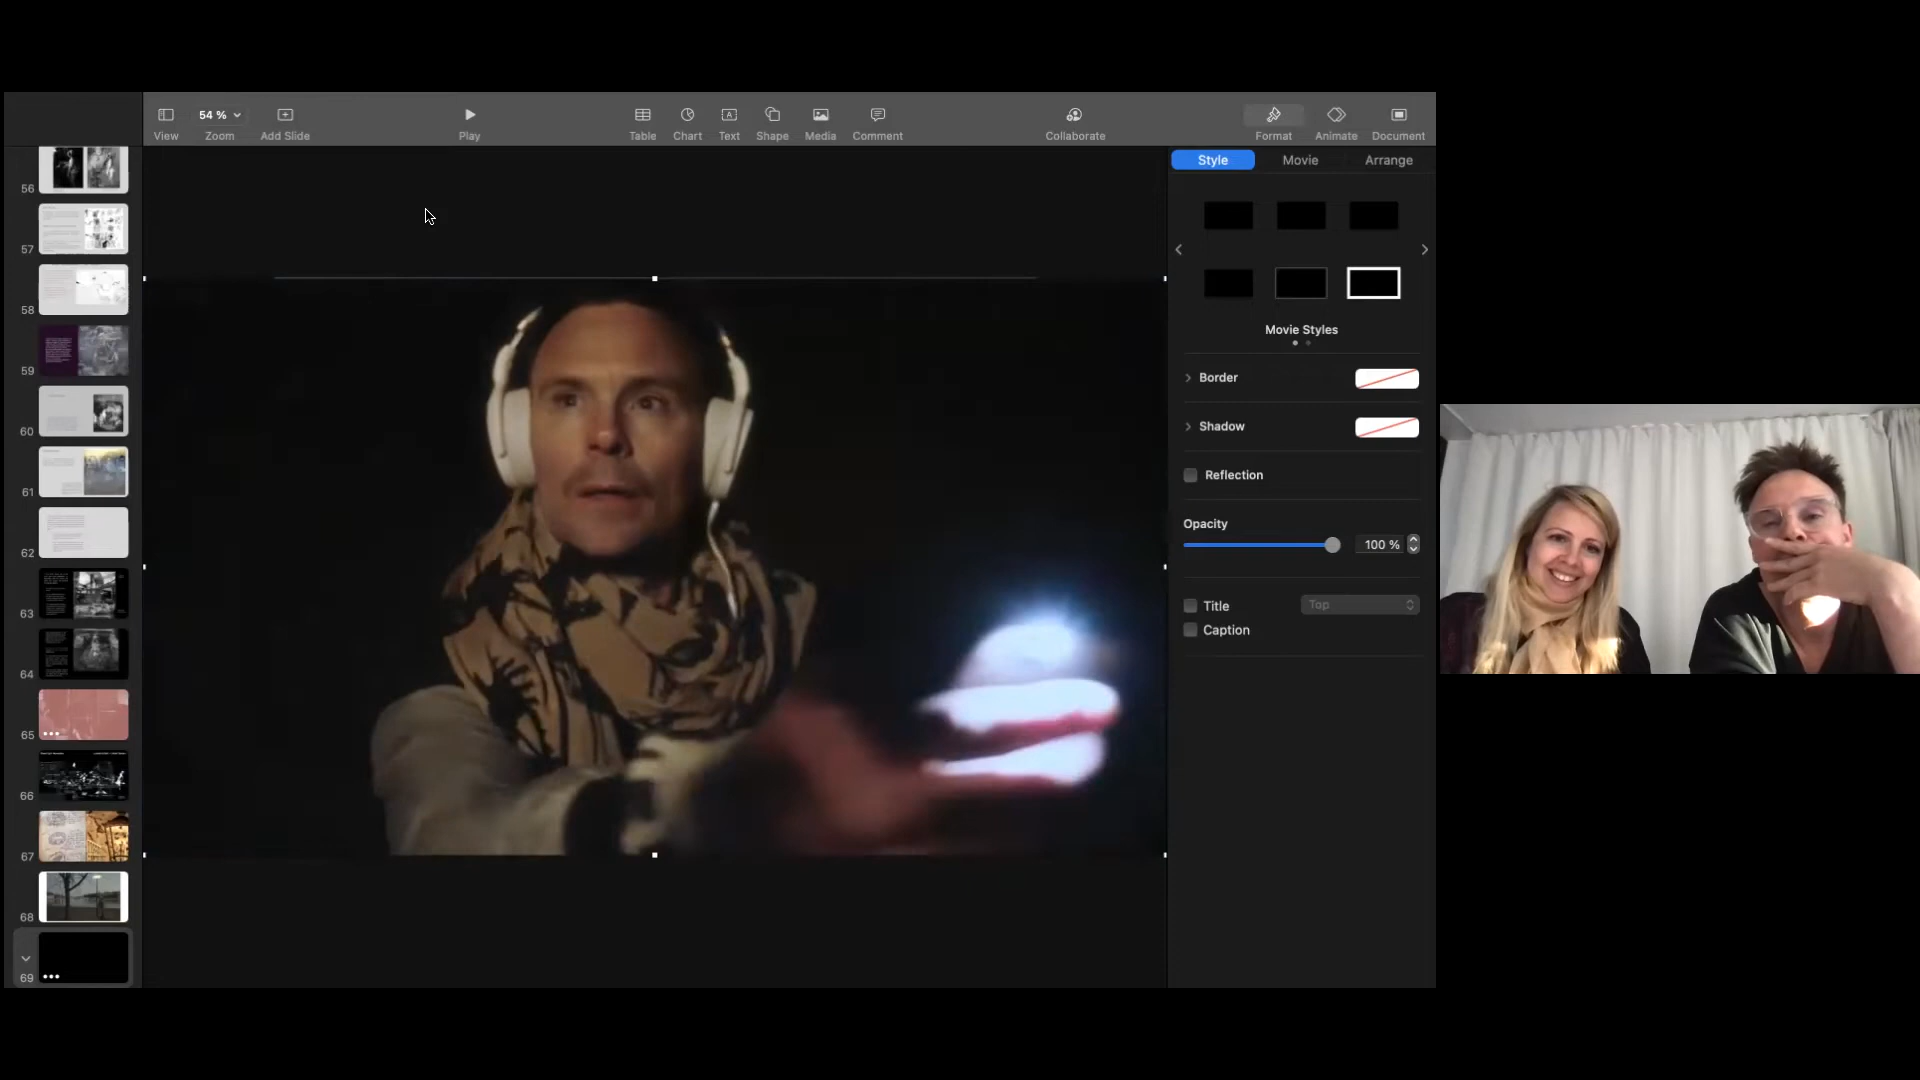 View
54 %
Zoom
Add Slide
Play
Table
Chart
Text
Shape
Media
Comment
Collaborate
Format
Animate
Document
Style
Movie
Arrange
56
57
58
59
60
61
62
63
64
65
66
67
68
69
Movie Styles
Border
Shadow
Reflection
Opacity
100 %
Title
Top
Caption